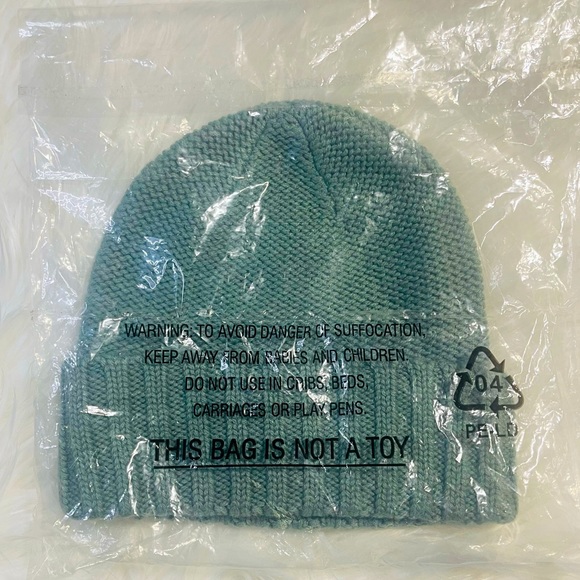 WARNING: TO AVOID DANGER OF SUFFOCATION,
KEEP AWAY FROM BABIES AND CHILDREN.
DO NOT USE IN CRIBS, BEDS,
CARRIAGES OR PLAY PENS.
THIS BAG IS NOT A TOY
04
PE-LD